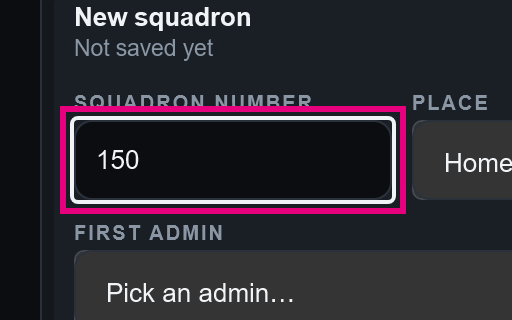 New squadron
Not saved yet
SQUADRON NUMBER
PLACE
150
Home
FIRST ADMIN
Pick an admin…